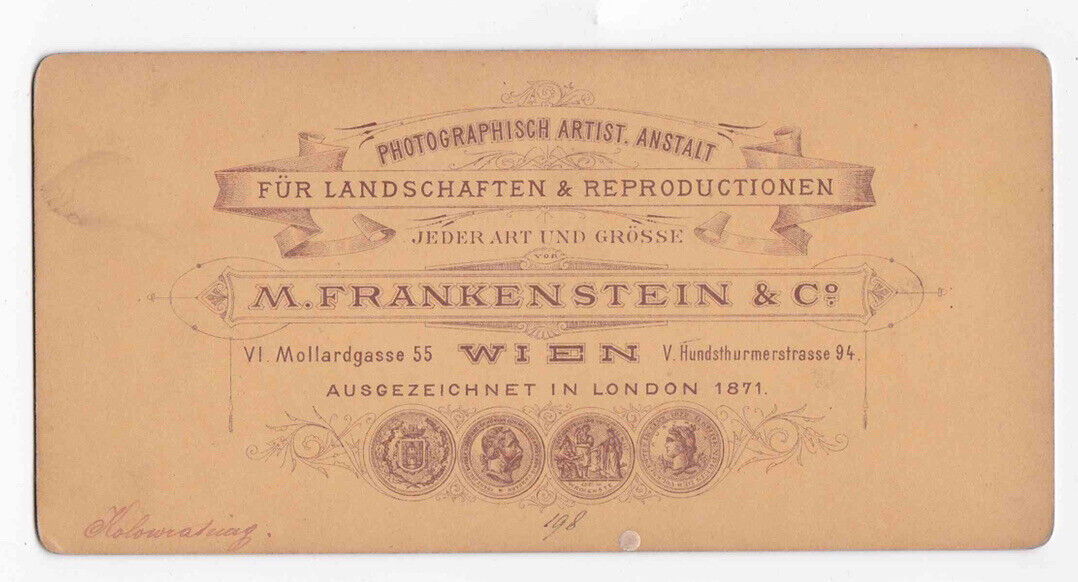 PHOTOGRAPHISCH ARTIST. ANSTALT
FÜR LANDSCHAFTEN & REPRODUCTIONEN
JEDER ART UND GRÖSSE
VON
M. FRANKENSTEIN & Co.
VI. Mollardgasse 55 WIEN V. Hundsthurmerstrasse 94.
AUSGEZEICHNET IN LONDON 1871.
Kolowratring.
198